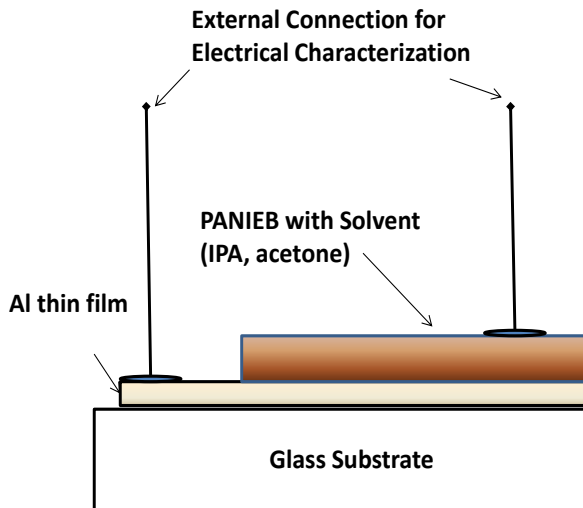 External Connection for
Electrical Characterization
PANIEB with Solvent
(IPA, acetone)
Al thin film
Glass Substrate